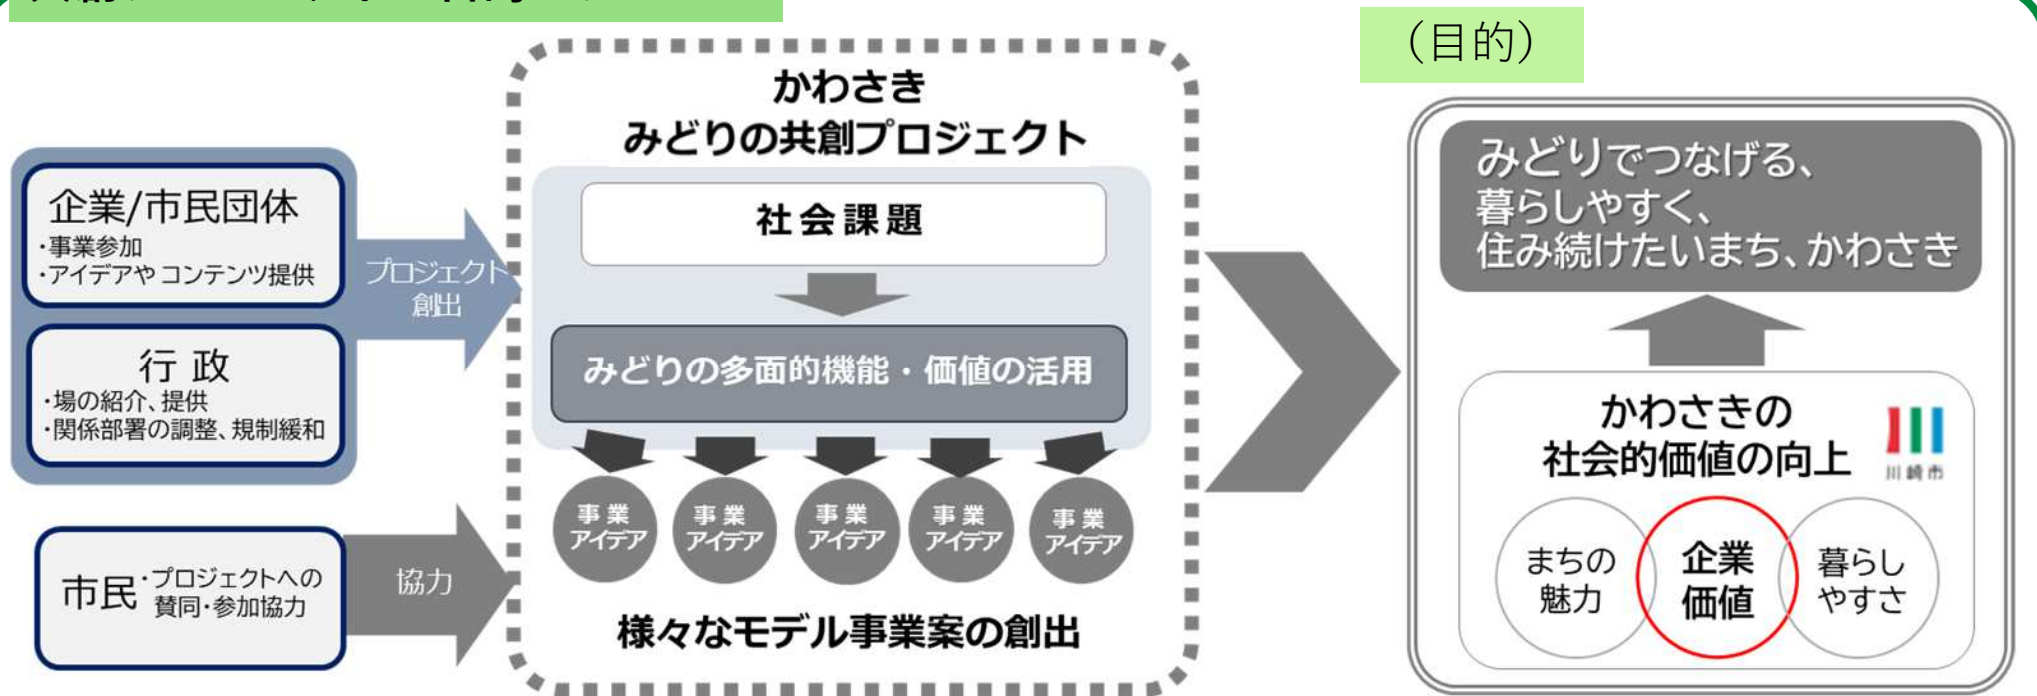 （目的）
企業/市民団体
・事業参加
・アイデアや コンテンツ提供
行 政
・場の紹介、提供
・関係部署の調整、規制緩和
プロジェクト
創出
市民
・プロジェクトへの
賛同・参加協力
協力
かわさき
みどりの共創プロジェクト
社会課題
みどりの多面的機能・価値の活用
事業
アイデア
事業
アイデア
事業
アイデア
事業
アイデア
事業
アイデア
様々なモデル事業案の創出
みどりでつなげる、
暮らしやすく、
住み続けたいまち、かわさき
かわさきの
社会的価値の向上
川崎市
まちの
魅力
企業
価値
暮らし
やすさ